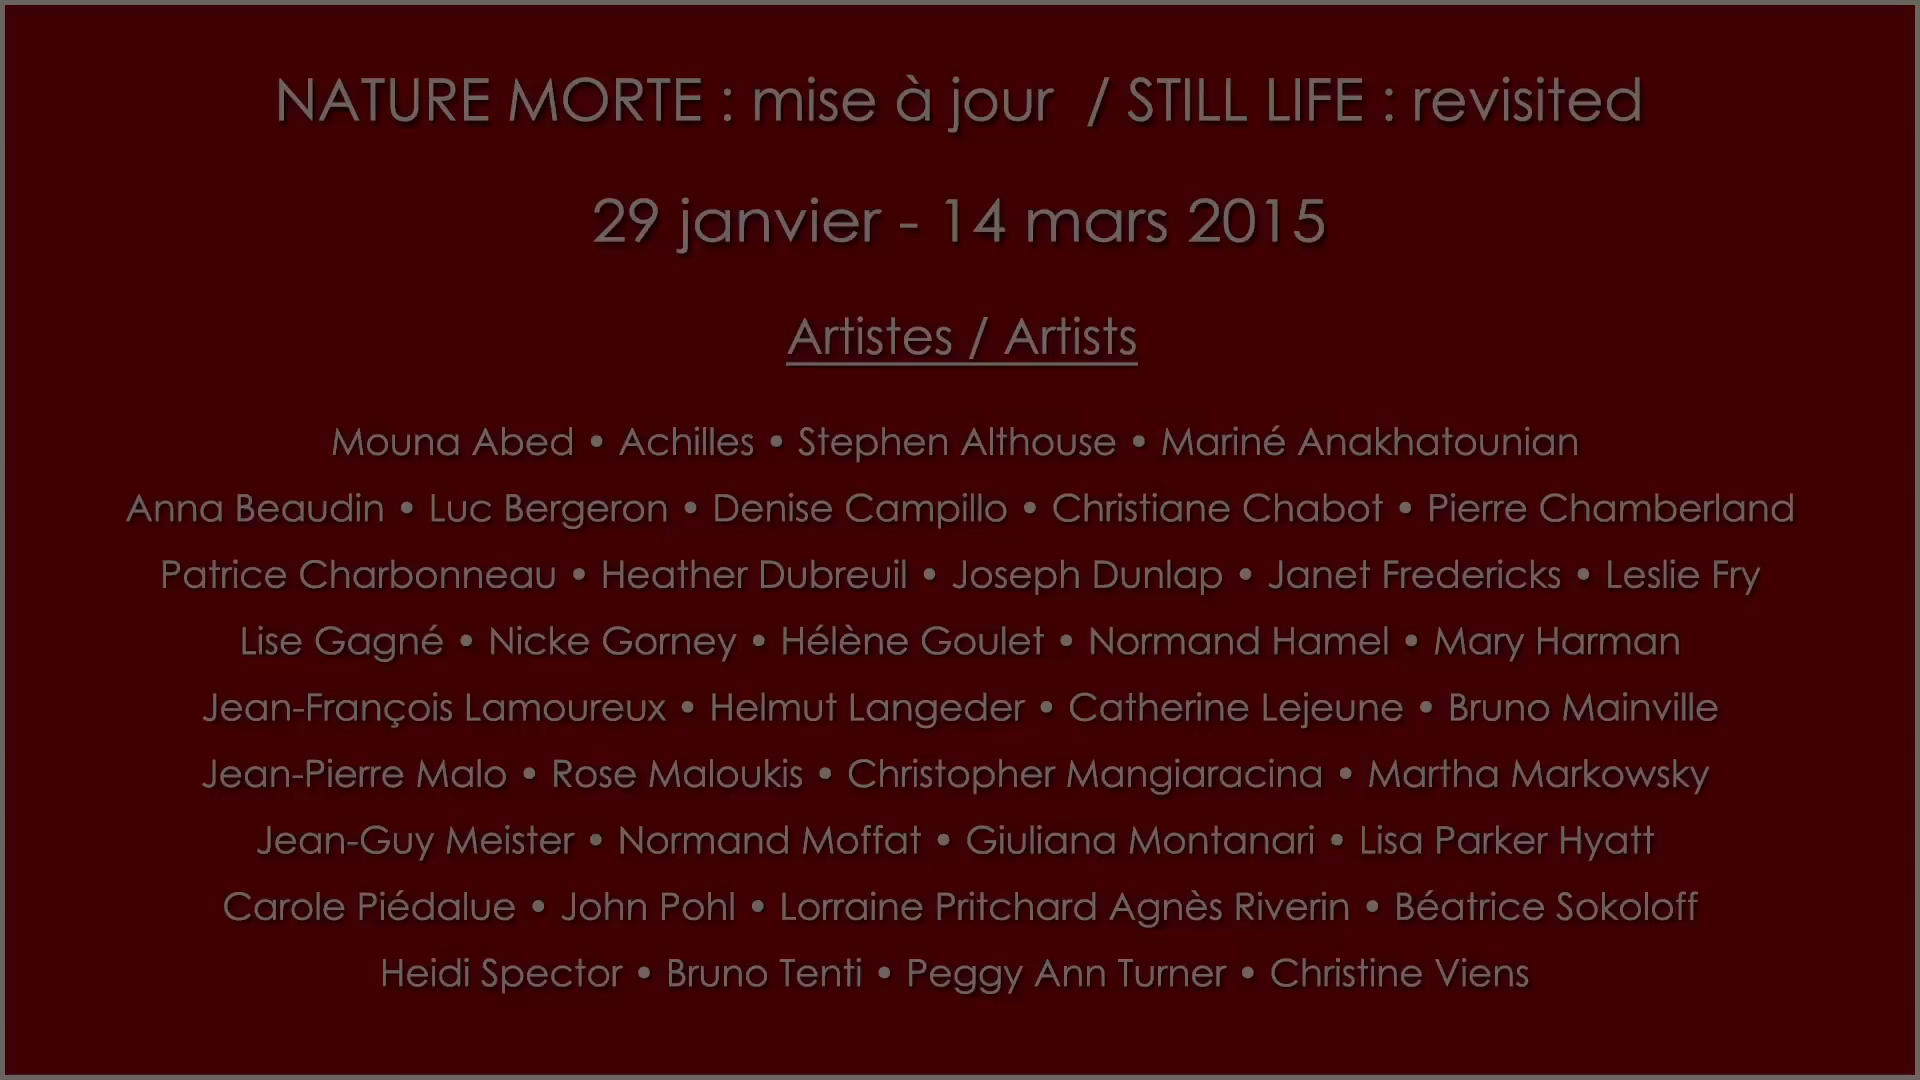 NATURE MORTE : mise à jour / STILL LIFE : revisited
29 janvier - 14 mars 2015
Artistes / Artists
Mouna Abed • Achilles • Stephen Althouse • Mariné Anakhatounian
Anna Beaudin • Luc Bergeron • Denise Campillo • Christiane Chabot • Pierre Chamberland
Patrice Charbonneau • Heather Dubreuil • Joseph Dunlap • Janet Fredericks • Leslie Fry
Lise Gagné • Nicke Gorney • Hélène Goulet • Normand Hamel • Mary Harman
Jean-François Lamoureux • Helmut Langeder • Catherine Lejeune • Bruno Mainville
Jean-Pierre Malo • Rose Maloukis • Christopher Mangiaracina • Martha Markowsky
Jean-Guy Meister • Normand Moffat • Giuliana Montanari • Lisa Parker Hyatt
Carole Piédalue • John Pohl • Lorraine Pritchard Agnès Riverin • Béatrice Sokoloff
Heidi Spector • Bruno Tenti • Peggy Ann Turner • Christine Viens